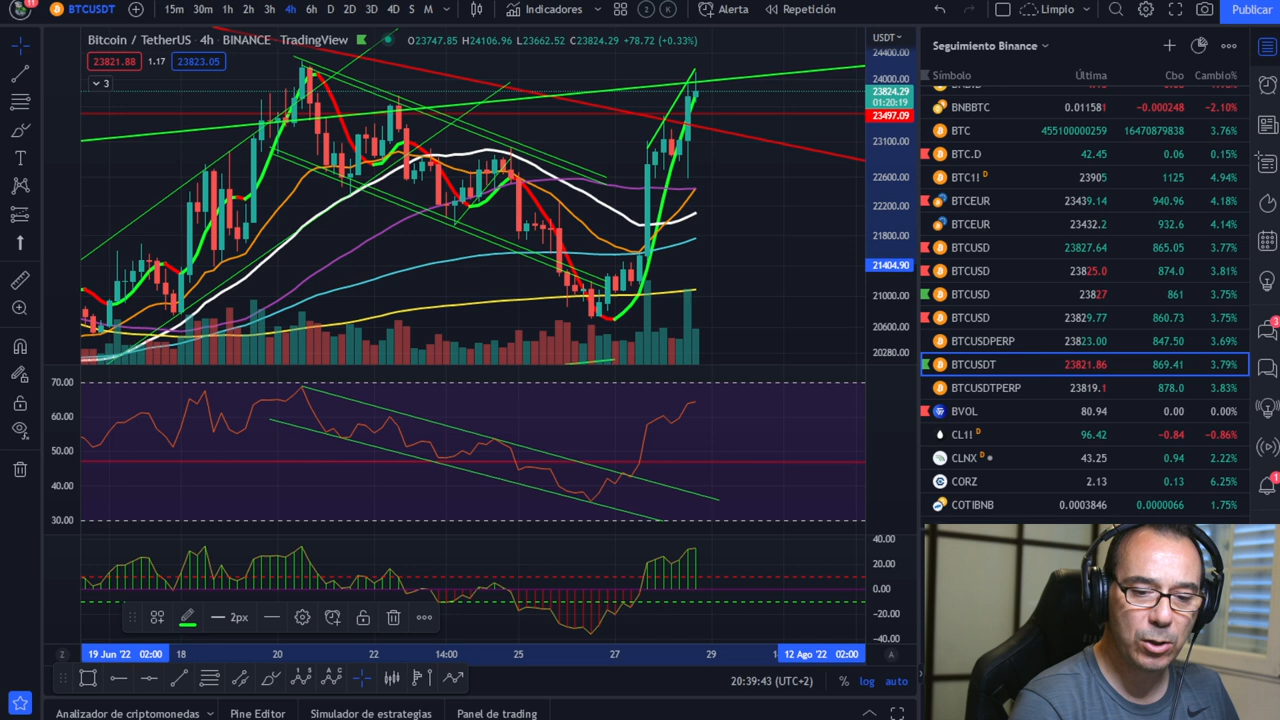 11
BTCUSDT
15m 30m 1h 2h 3H 4h 6h D 2D 3D 4D S M
Indicadores
2 K
Alerta
Repetición
Limpio
Publicar
Bitcoin / TetherUS 4h BINANCE TradingView
O23747.85 H24106.96 L23662.52 C23824.29 +78.72 (+0.33%)
23821.88 1.17 23823.05
3
USDT
24400.00
24000.00
23824.29
01:20:19
23497.09
23100.00
22600.00
22200.00
21800.00
21404.90
21000.00
20600.00
20280.00
70.00
60.00
50.00
40.00
30.00
40.00
20.00
0.00
-20.00
-40.00
2px
Z
19 Jun '22 02:00
18 20 22 14:00 25 27 29
12 Ago '22 02:00
A
20:39:43 (UTC+2)
% log auto
Analizador de criptomonedas
Pine Editor
Simulador de estrategias
Panel de trading
Seguimiento Binance
Símbolo Última Cbo Cambio%
BNBBTC 0.011581 -0.000248 -2.10%
BTC 455100000259 16470879838 3.76%
BTC.D 42.45 0.06 0.15%
BTC1! D 23905 1125 4.94%
BTCEUR 23439.14 940.96 4.18%
BTCEUR 23432.2 932.6 4.15%
BTCUSD 23827.64 865.05 3.77%
BTCUSD 23825.0 874.0 3.81%
BTCUSD 23827 861 3.75%
BTCUSD 23829.77 860.73 3.75%
BTCUSDPERP 23823.00 847.50 3.69%
BTCUSDT 23821.86 869.41 3.79%
BTCUSDTPERP 23819.1 878.0 3.83%
BVOL 80.94 0.00 0.00%
CL1! D 96.42 -0.84 -0.86%
CLNX D 43.25 0.94 2.22%
CORZ 2.13 0.13 6.25%
COTIBNB 0.0003846 0.0000066 1.75%
3
1